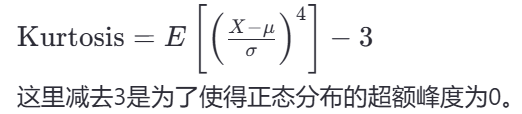 Kurtosis = E[((X−μ)/σ)^4] − 3
这里减去3是为了使得正态分布的超额峰度为0。